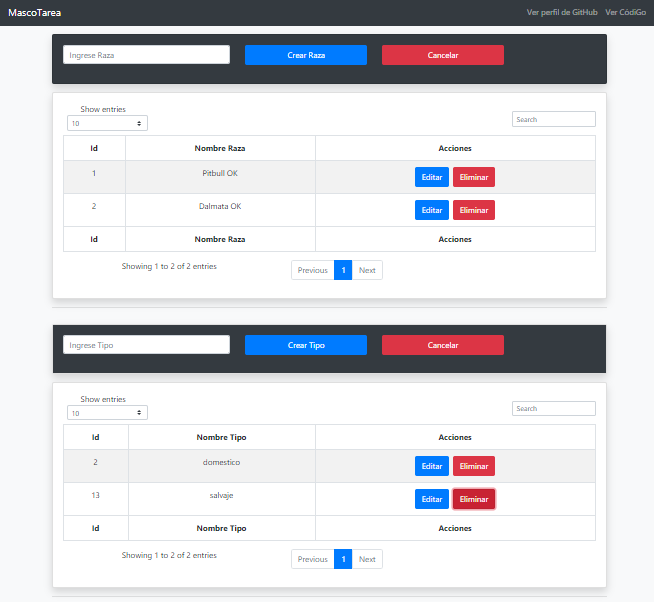 MascoTarea Ver perfil de GitHub Ver CódiGo
Ingrese Raza Crear Raza Cancelar
Show entries
10 Search
Id Nombre Raza Acciones
1 Pitbull OK Editar Eliminar
2 Dalmata OK Editar Eliminar
Id Nombre Raza Acciones
Showing 1 to 2 of 2 entries Previous 1 Next
Ingrese Tipo Crear Tipo Cancelar
Show entries
10 Search
Id Nombre Tipo Acciones
2 domestico Editar Eliminar
13 salvaje Editar Eliminar
Id Nombre Tipo Acciones
Showing 1 to 2 of 2 entries Previous 1 Next